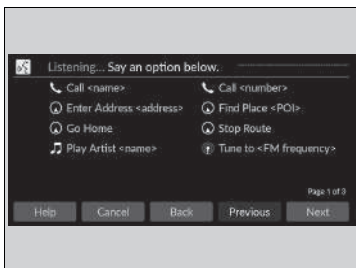 Listening... Say an option below.
Call <name>
Call <number>
Enter Address <address>
Find Place <POI>
Go Home
Stop Route
Play Artist <name>
Tune to <FM frequency>
Page 1 of 3
Help
Cancel
Back
Previous
Next